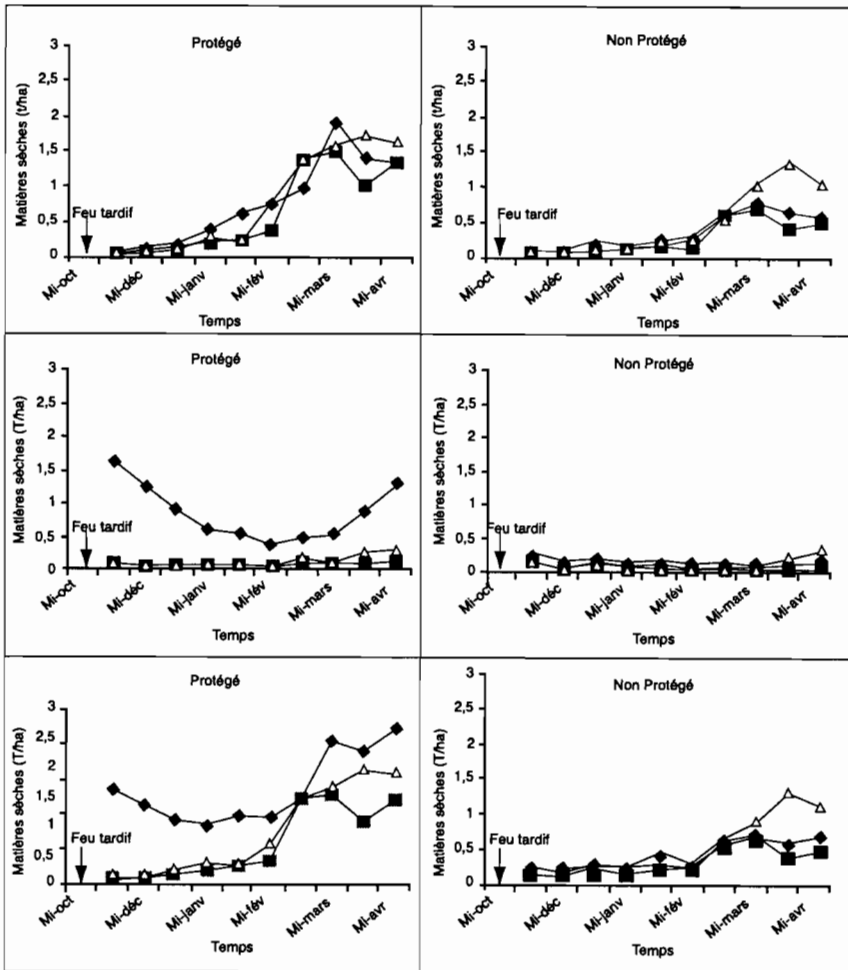 Protégé
Matières sèches (t/ha)
3
2,5
2
1,5
1
0,5
0
Feu tardif
Mi-oct
Mi-déc
Mi-janv
Mi-fév
Mi-mars
Mi-avr
Temps
Non Protégé
Matières sèches (t/ha)
3
2,5
2
1,5
1
0,5
0
Feu tardif
Mi-oct
Mi-déc
Mi-janv
Mi-fév
Mi-mars
Mi-avr
Temps
Protégé
Matières sèches (T/ha)
3
2,5
2
1,5
1
0,5
0
Feu tardif
Mi-oct
Mi-déc
Mi-janv
Mi-fév
Mi-mars
Mi-avr
Temps
Non Protégé
Matières sèches (T/ha)
3
2,5
2
1,5
1
0,5
0
Feu tardif
Mi-oct
Mi-déc
Mi-janv
Mi-fév
Mi-mars
Mi-avr
Temps
Protégé
Matières sèches (T/ha)
3
2,5
2
1,5
1
0,5
0
Feu tardif
Mi-oct
Mi-déc
Mi-janv
Mi-fév
Mi-mars
Mi-avr
Temps
Non Protégé
Matières sèches (T/ha)
3
2,5
2
1,5
1
0,5
0
Feu tardif
Mi-oct
Mi-déc
Mi-janv
Mi-fév
Mi-mars
Mi-avr
Temps